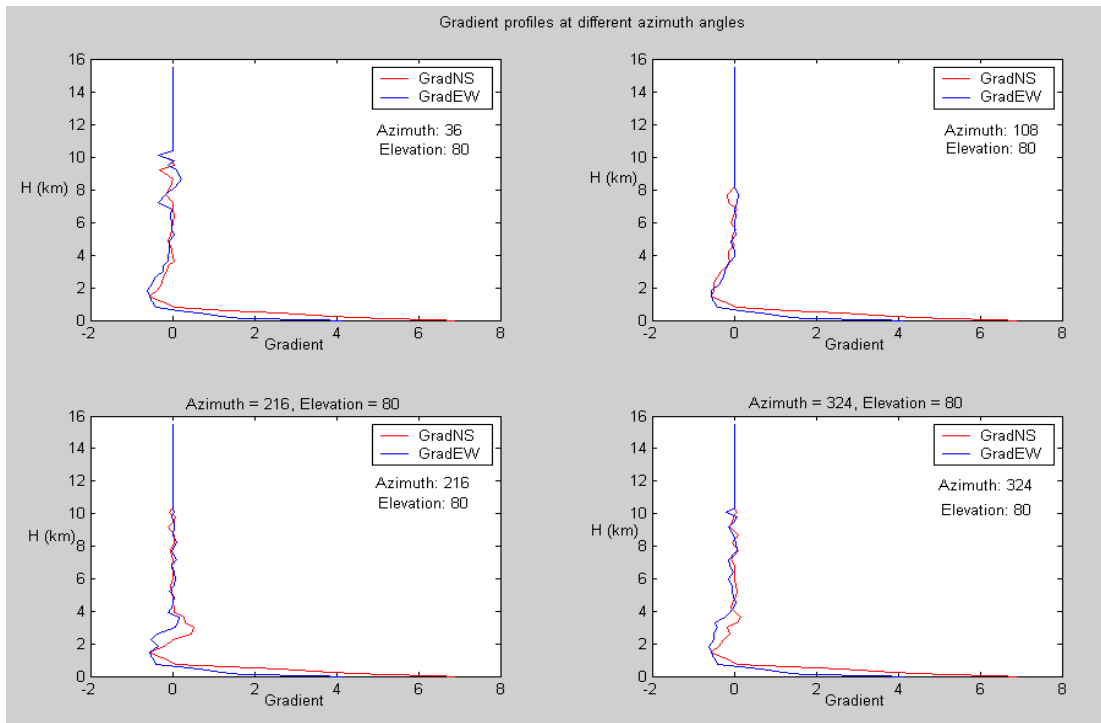 Gradient profiles at different azimuth angles
16
14
12
10
8
6
4
2
0
H (km)
-2
0
2
4
6
8
Gradient
GradNS
GradEW
Azimuth: 36
Elevation: 80
16
14
12
10
8
6
4
2
0
H (km)
-2
0
2
4
6
8
Gradient
GradNS
GradEW
Azimuth: 108
Elevation: 80
Azimuth = 216, Elevation = 80
16
14
12
10
8
6
4
2
0
H (km)
-2
0
2
4
6
8
Gradient
GradNS
GradEW
Azimuth: 216
Elevation: 80
Azimuth = 324, Elevation = 80
16
14
12
10
8
6
4
2
0
H (km)
-2
0
2
4
6
8
Gradient
GradNS
GradEW
Azimuth: 324
Elevation: 80